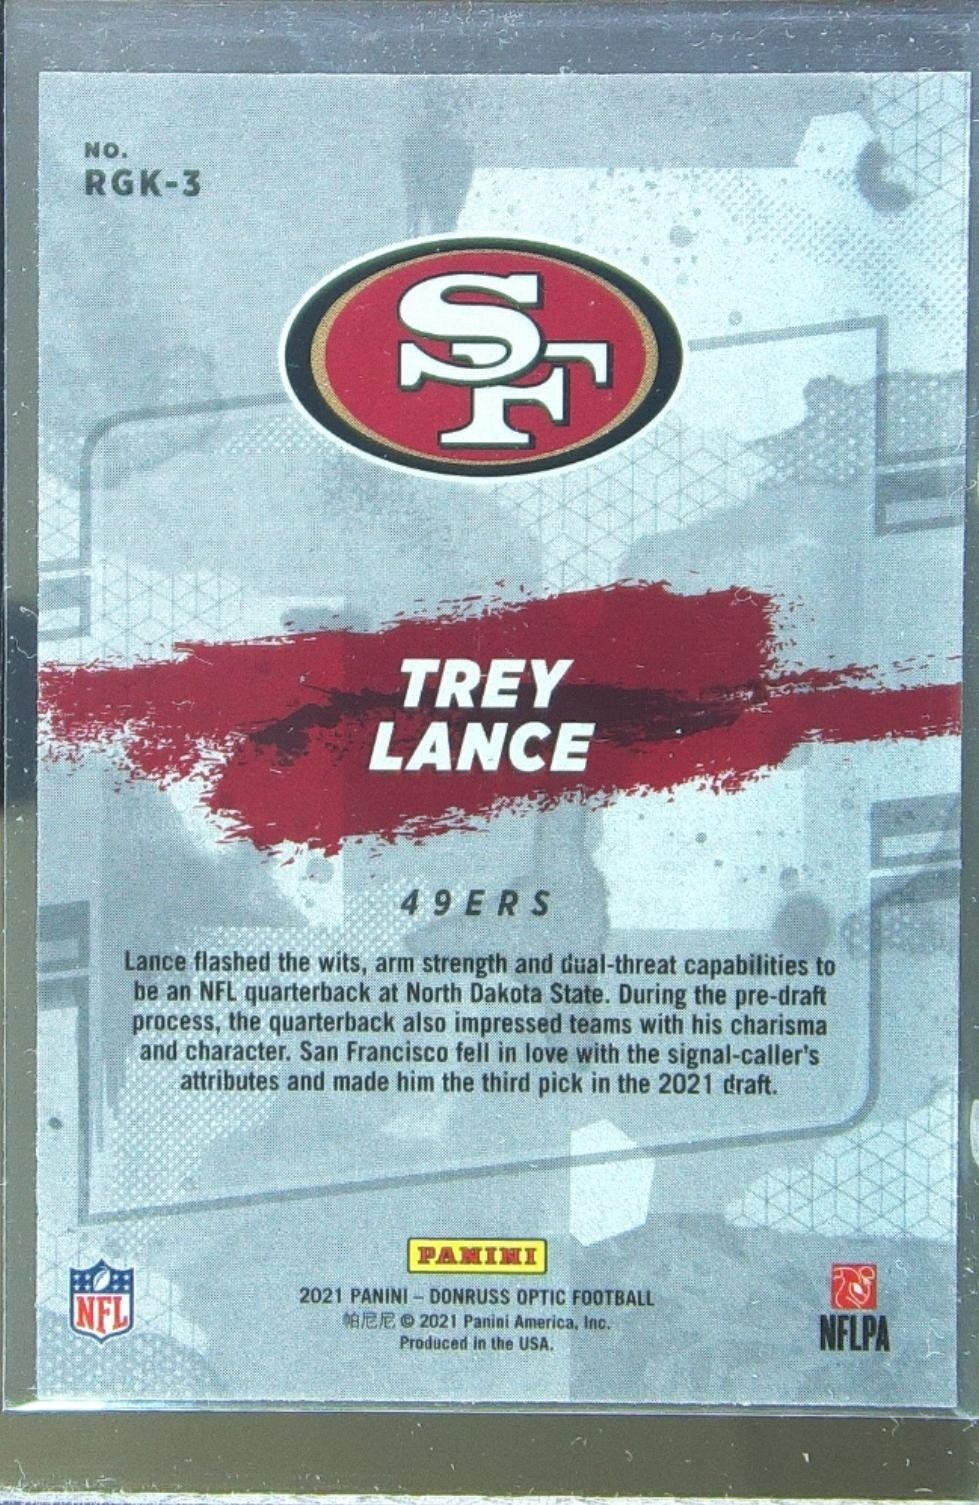 NO.
RGK-3
SF
TREY
LANCE
49ERS
Lance flashed the wits, arm strength and dual-threat capabilities to
be an NFL quarterback at North Dakota State. During the pre-draft
process, the quarterback also impressed teams with his charisma
and character. San Francisco fell in love with the signal-caller's
attributes and made him the third pick in the 2021 draft.
PANINI
2021 PANINI – DONRUSS OPTIC FOOTBALL
帕尼尼 © 2021 Panini America, Inc.
Produced in the USA.
NFL
NFLPA